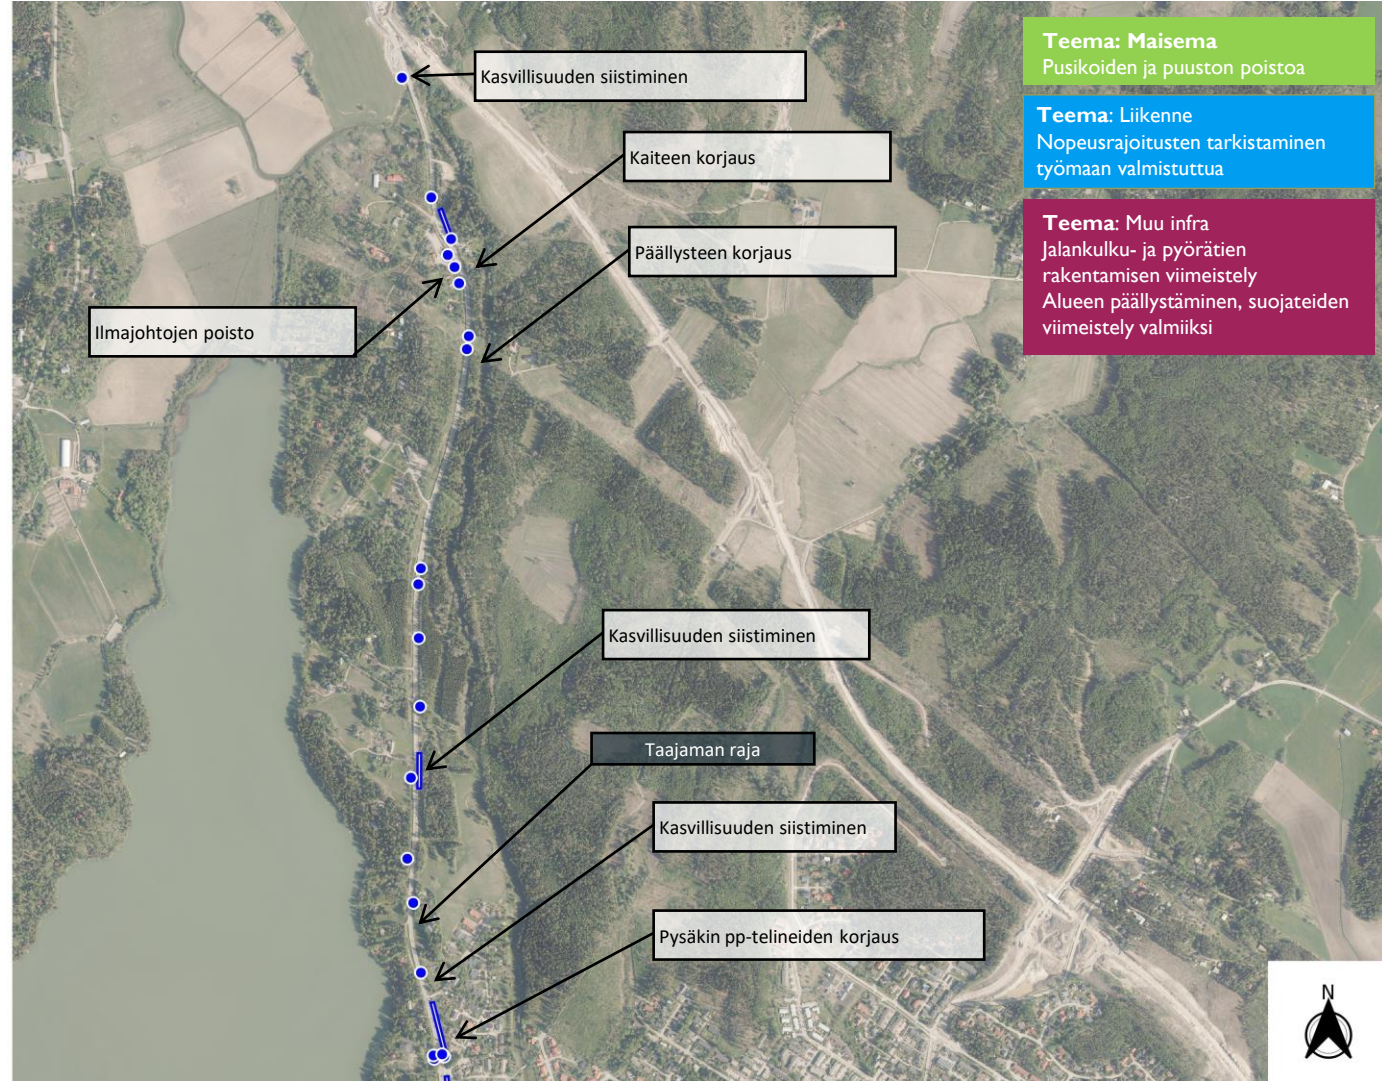 Kasvillisuuden siistiminen
Kaiteen korjaus
Päällysteen korjaus
Ilmajohtojen poisto
Kasvillisuuden siistiminen
Taajaman raja
Kasvillisuuden siistiminen
Pysäkin pp-telineiden korjaus
Teema: Maisema
Pusikoiden ja puuston poistoa
Teema: Liikenne
Nopeusrajoitusten tarkistaminen
työmaan valmistuttua
Teema: Muu infra
Jalankulku- ja pyörätien
rakentamisen viimeistely
Alueen päällystäminen, suojateiden
viimeistely valmiiksi
N